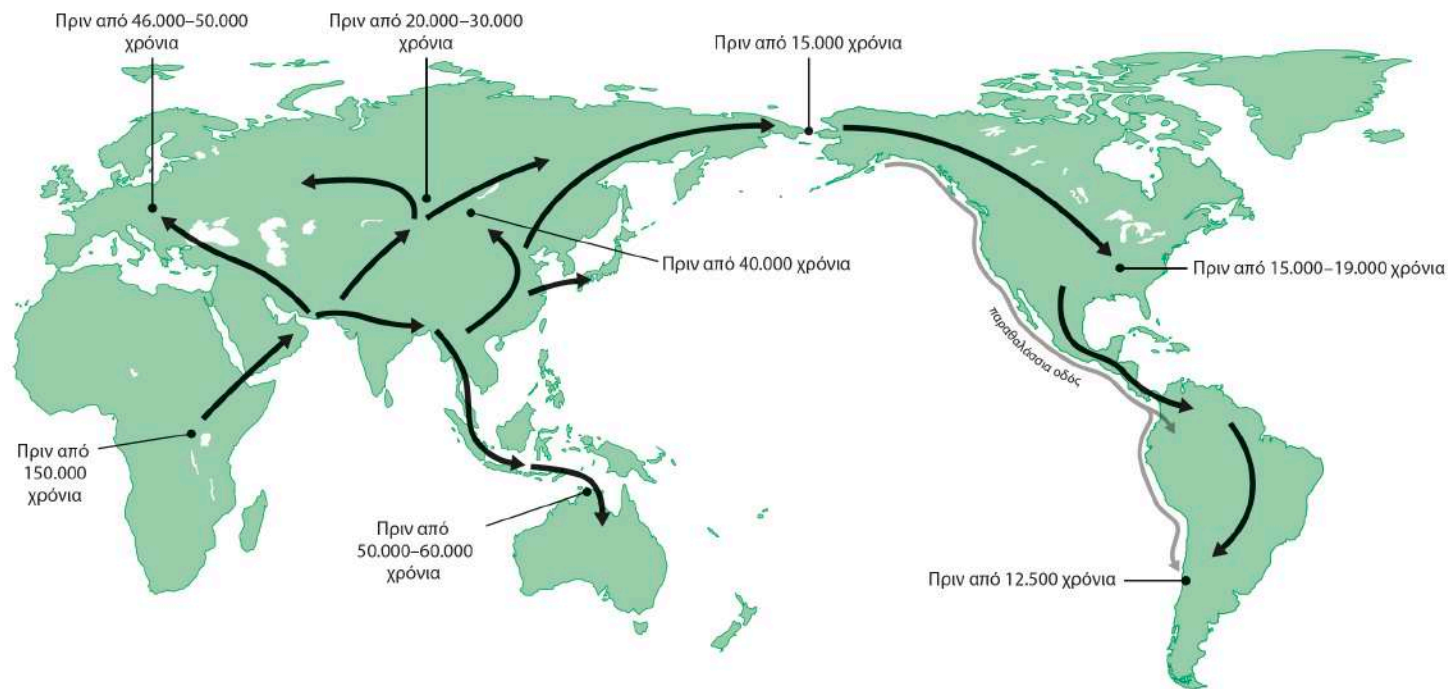 Πριν από 46.000–50.000
χρόνια
Πριν από 20.000–30.000
χρόνια
Πριν από 15.000 χρόνια
Πριν από 40.000 χρόνια
Πριν από 15.000–19.000 χρόνια
παραθαλάσσια οδός
Πριν από
150.000
χρόνια
Πριν από
50.000–60.000
χρόνια
Πριν από 12.500 χρόνια